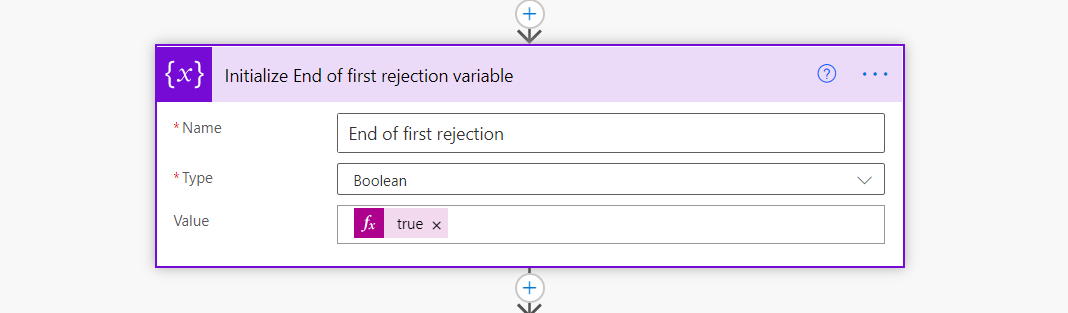 {x} Initialize End of first rejection variable ? ...
* Name End of first rejection
* Type Boolean
Value fx true ×